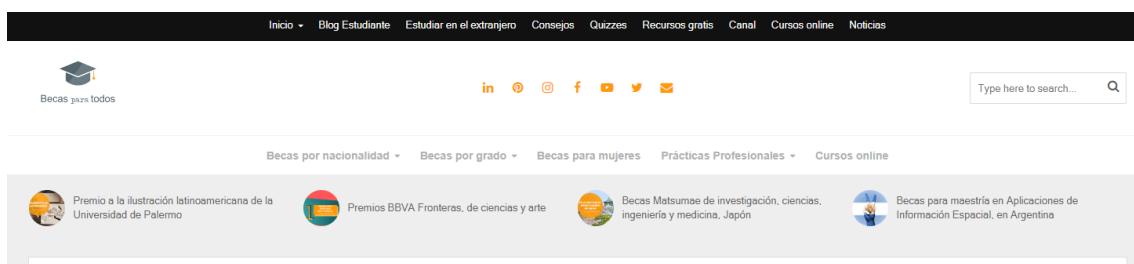 Inicio Blog Estudiante Estudiar en el extranjero Consejos Quizzes Recursos gratis Canal Cursos online Noticias
Becas para todos
Type here to search...
Becas por nacionalidad Becas por grado Becas para mujeres Prácticas Profesionales Cursos online
Premio a la ilustración latinoamericana de la
Universidad de Palermo
Premios BBVA Fronteras, de ciencias y arte
Becas Matsumae de investigación, ciencias,
ingeniería y medicina, Japón
Becas para maestría en Aplicaciones de
Información Espacial, en Argentina